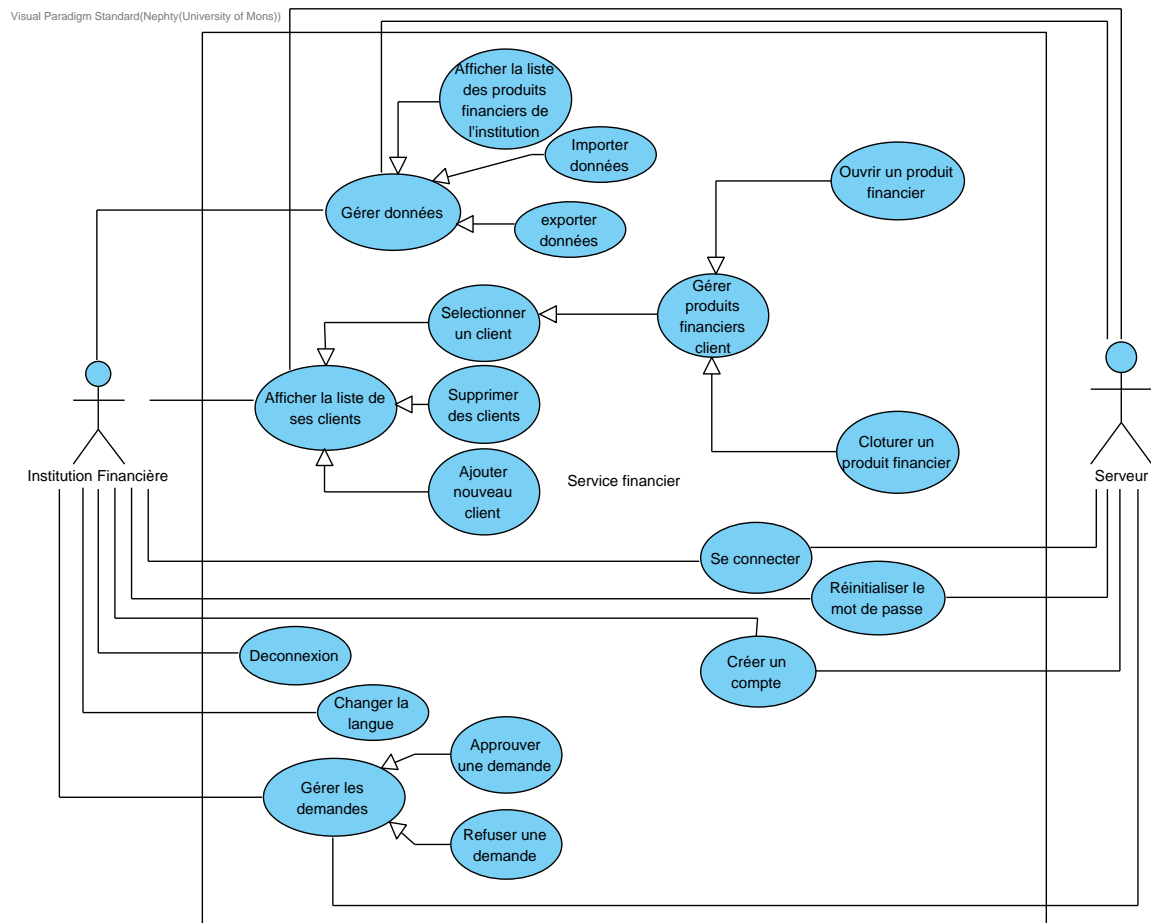 Visual Paradigm Standard(Nephty(University of Mons))
Afficher la liste
des produits
financiers de
l'institution
Importer
données
Ouvrir un produit
financier
Gérer données
exporter
données
Gérer
produits
financiers
client
Selectionner
un client
Afficher la liste de
ses clients
Supprimer
des clients
Cloturer un
produit financier
Institution Financière
Ajouter
nouveau
client
Service financier
Serveur
Se connecter
Réinitialiser le
mot de passe
Deconnexion
Créer un
compte
Changer la
langue
Approuver
une demande
Gérer les
demandes
Refuser une
demande